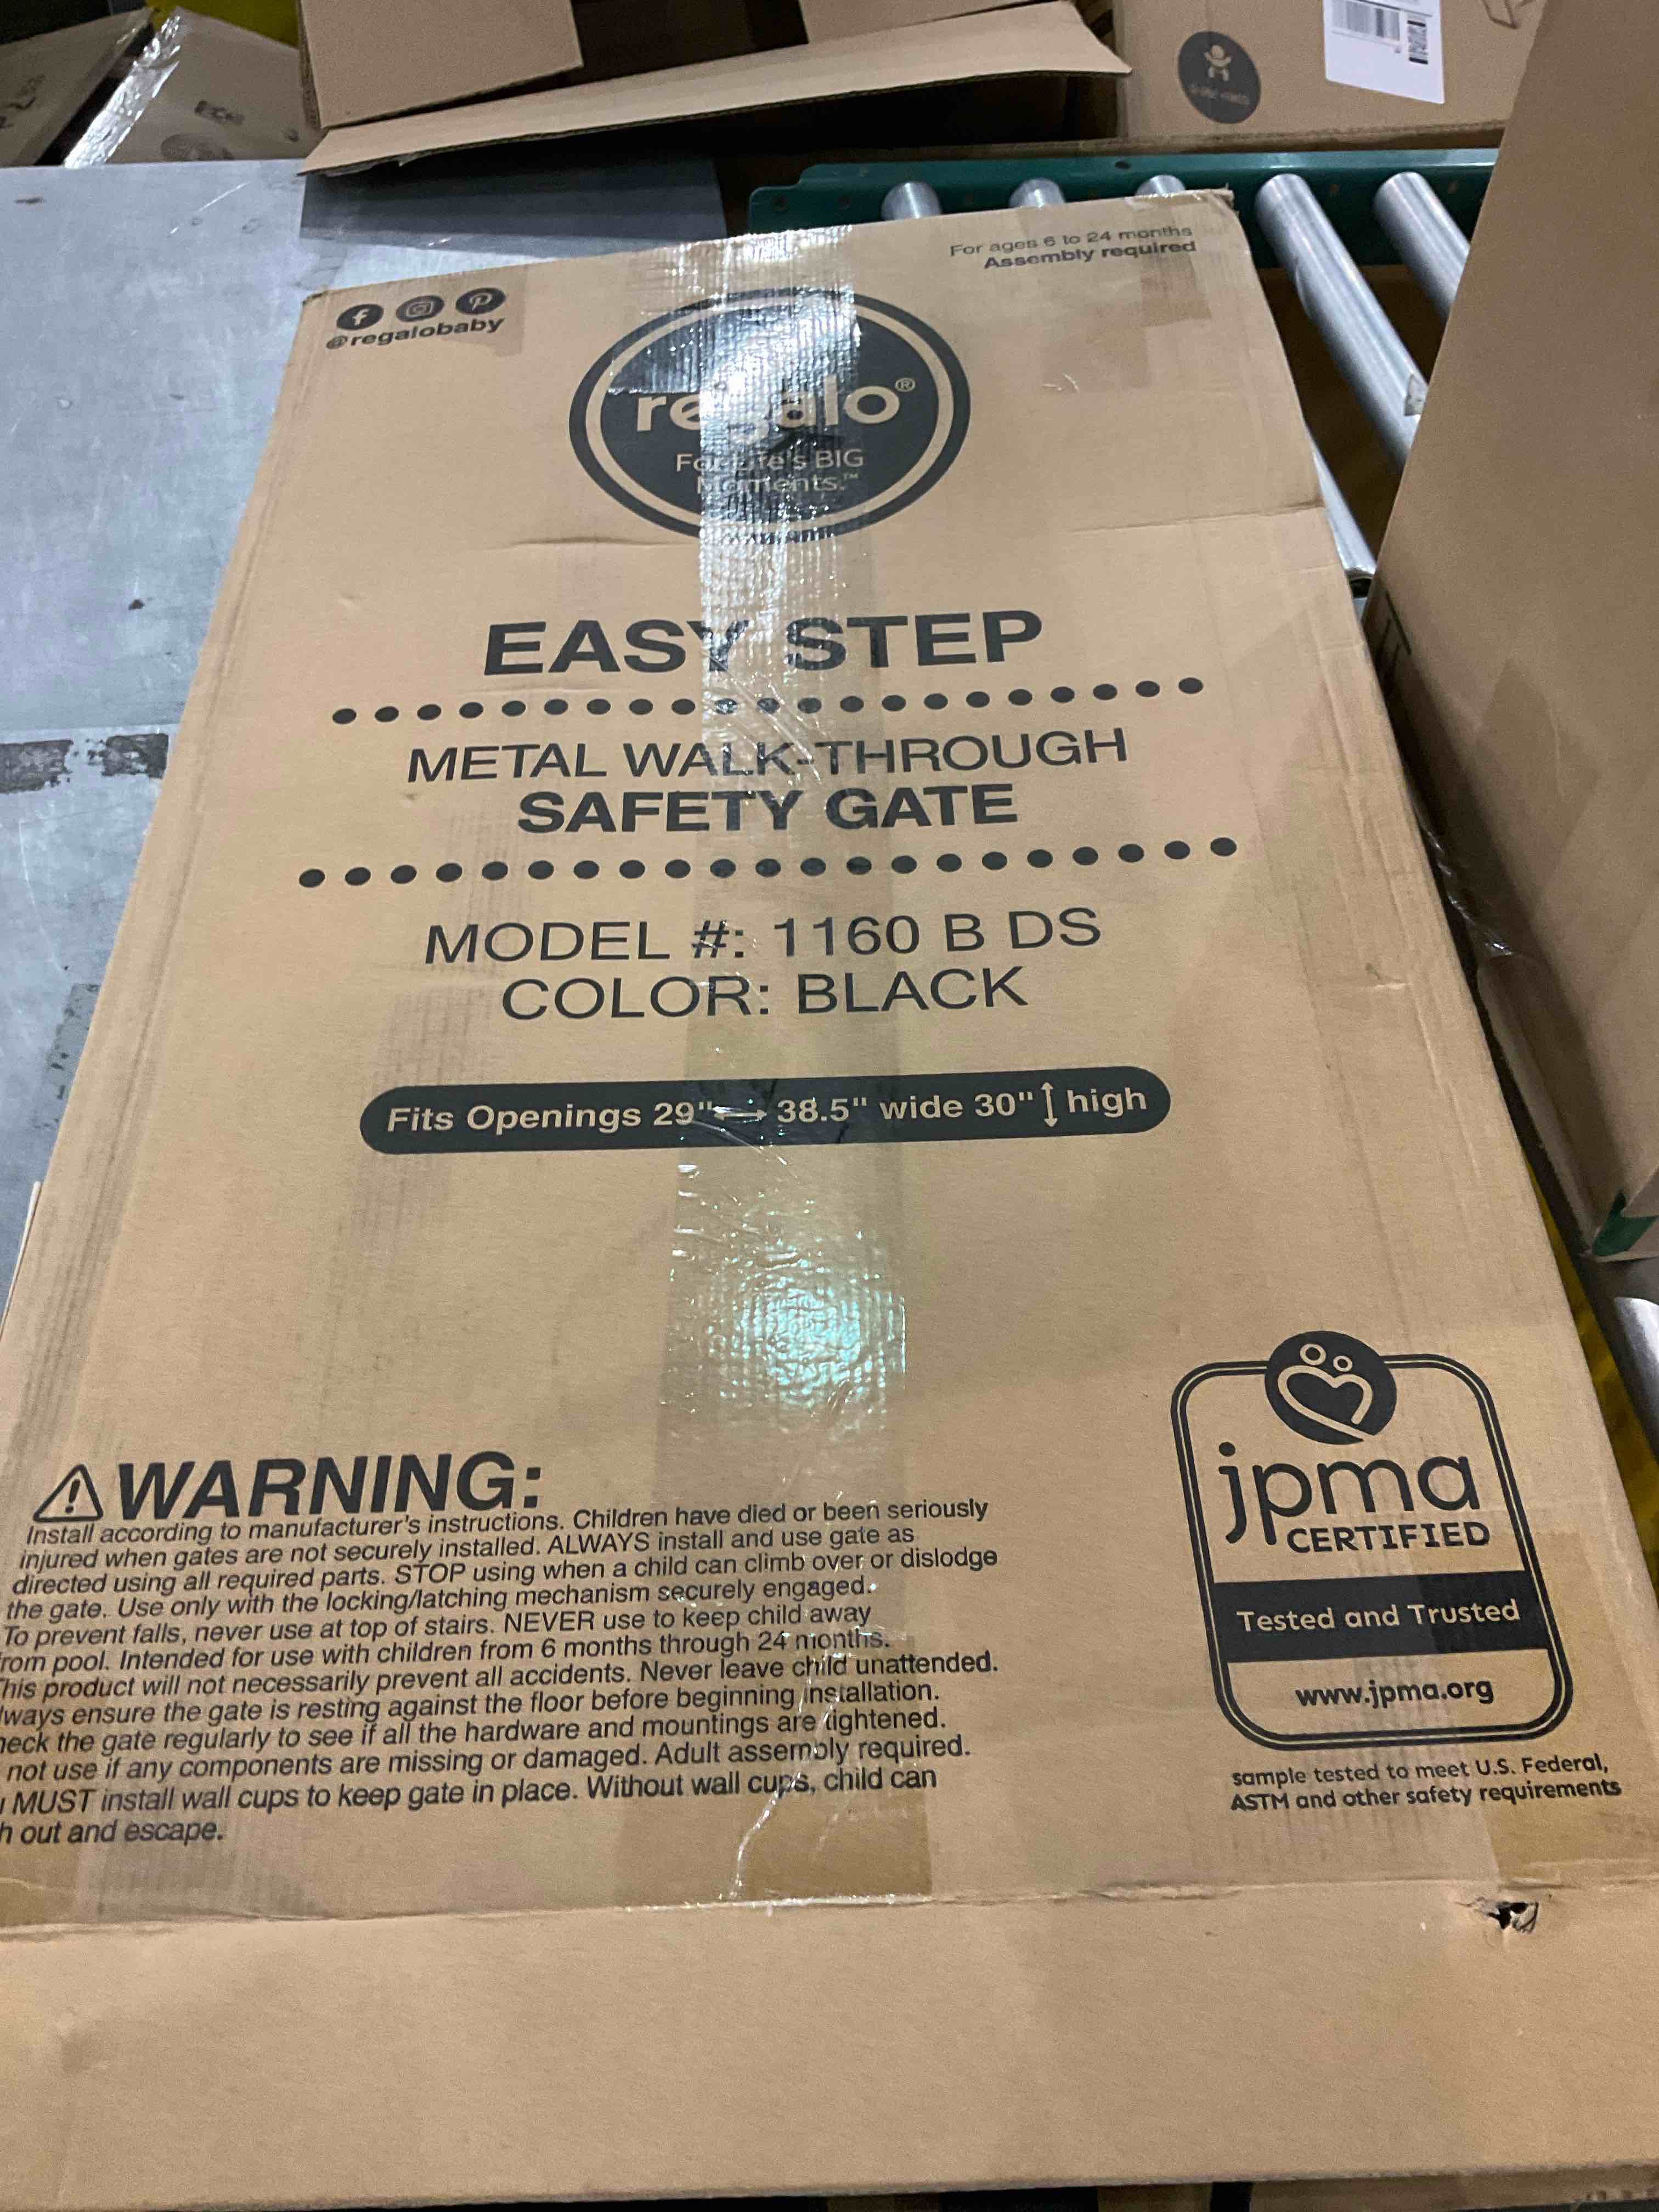 For ages 6 to 24 months
Assembly required
@regalobaby
regalo®
For Life's BIG
Moments.™
EASY STEP
METAL WALK-THROUGH
SAFETY GATE
MODEL #: 1160 B DS
COLOR: BLACK
Fits Openings 29" ↔ 38.5" wide 30" ↕ high
WARNING:
Install according to manufacturer's instructions. Children have died or been seriously
injured when gates are not securely installed. ALWAYS install and use gate as
directed using all required parts. STOP using when a child can climb over or dislodge
the gate. Use only with the locking/latching mechanism securely engaged.
To prevent falls, never use at top of stairs. NEVER use to keep child away
rom pool. Intended for use with children from 6 months through 24 months.
his product will not necessarily prevent all accidents. Never leave child unattended.
lways ensure the gate is resting against the floor before beginning installation.
heck the gate regularly to see if all the hardware and mountings are tightened.
not use if any components are missing or damaged. Adult assembly required.
MUST install wall cups to keep gate in place. Without wall cups, child can
h out and escape.
jpma
CERTIFIED
Tested and Trusted
www.jpma.org
sample tested to meet U.S. Federal,
ASTM and other safety requirements